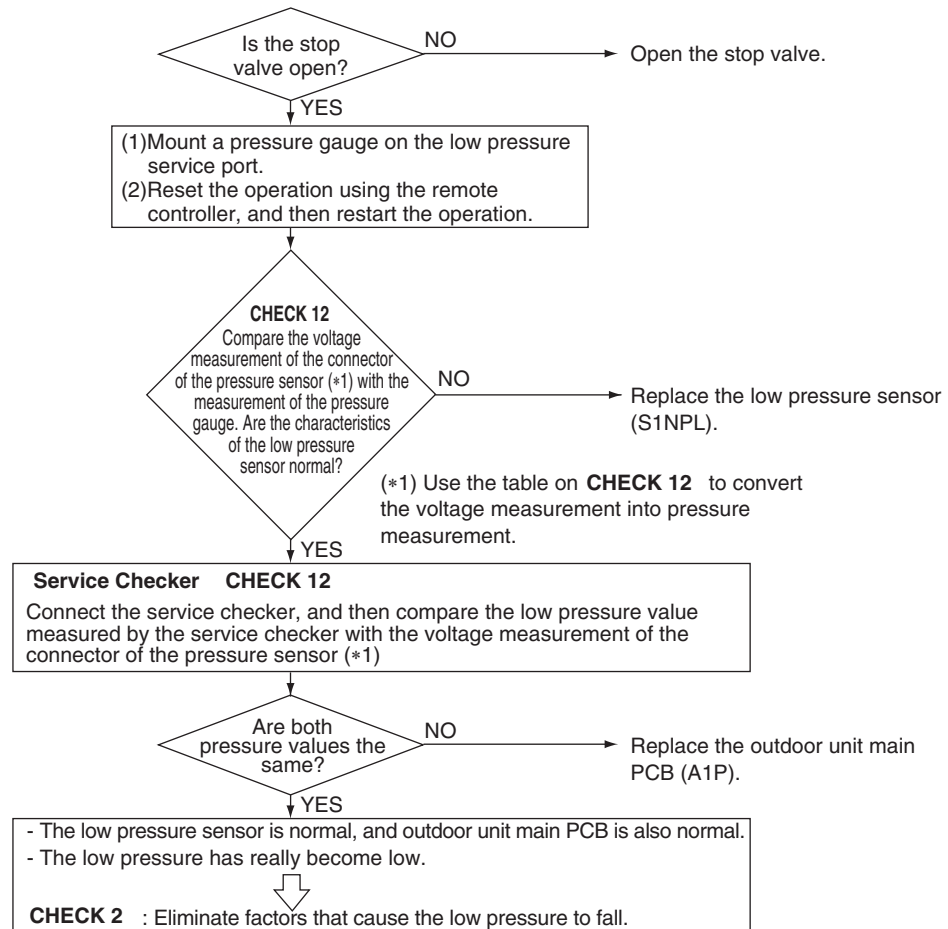 Is the stop
valve open?
NO
Open the stop valve.
YES
(1)Mount a pressure gauge on the low pressure
service port.
(2)Reset the operation using the remote
controller, and then restart the operation.
CHECK 12
Compare the voltage
measurement of the connector
of the pressure sensor (*1) with the
measurement of the pressure
gauge. Are the characteristics
of the low pressure
sensor normal?
NO
Replace the low pressure sensor
(S1NPL).
(*1) Use the table on CHECK 12 to convert
the voltage measurement into pressure
measurement.
YES
Service Checker CHECK 12
Connect the service checker, and then compare the low pressure value
measured by the service checker with the voltage measurement of the
connector of the pressure sensor (*1)
Are both
pressure values the
same?
NO
Replace the outdoor unit main
PCB (A1P).
YES
- The low pressure sensor is normal, and outdoor unit main PCB is also normal.
- The low pressure has really become low.
CHECK 2 : Eliminate factors that cause the low pressure to fall.